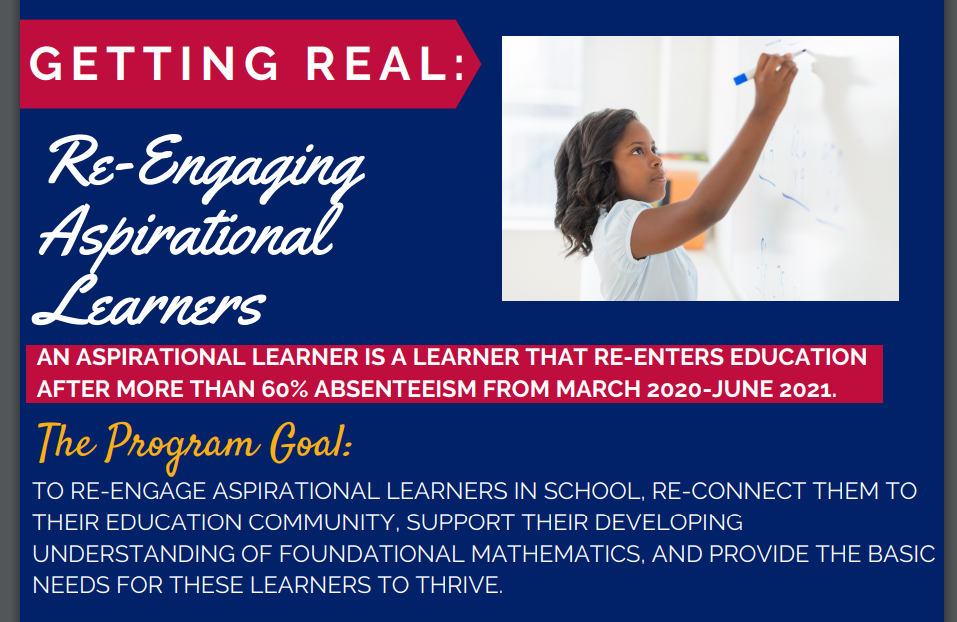 GETTING REAL:
Re-Engaging
Aspirational
Learners
AN ASPIRATIONAL LEARNER IS A LEARNER THAT RE-ENTERS EDUCATION
AFTER MORE THAN 60% ABSENTEEISM FROM MARCH 2020-JUNE 2021.
The Program Goal:
TO RE-ENGAGE ASPIRATIONAL LEARNERS IN SCHOOL, RE-CONNECT THEM TO
THEIR EDUCATION COMMUNITY, SUPPORT THEIR DEVELOPING
UNDERSTANDING OF FOUNDATIONAL MATHEMATICS, AND PROVIDE THE BASIC
NEEDS FOR THESE LEARNERS TO THRIVE.